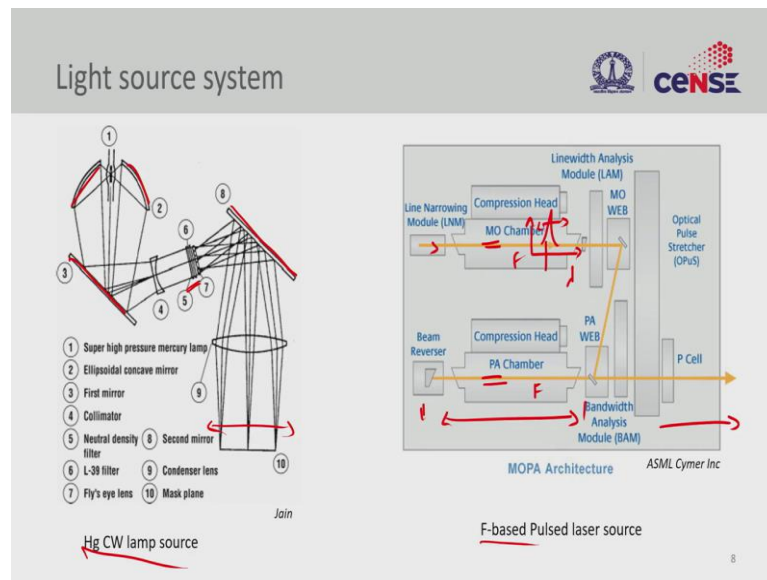 Light source system
CeNSE
1
2
3
4
5
6
7
8
9
10
1 Super high pressure mercury lamp
2 Ellipsoidal concave mirror
3 First mirror
4 Collimator
5 Neutral density filter
6 L-39 filter
7 Fly's eye lens
8 Second mirror
9 Condenser lens
10 Mask plane
Jain
Hg CW lamp source
Linewidth Analysis
Module (LAM)
Line Narrowing
Module (LNM)
Compression Head
MO Chamber
MO
WEB
Optical
Pulse
Stretcher
(OPuS)
F
λ
Beam
Reverser
Compression Head
PA Chamber
F
PA
WEB
P Cell
Bandwidth
Analysis
Module (BAM)
MOPA Architecture
ASML Cymer Inc
F-based Pulsed laser source
8